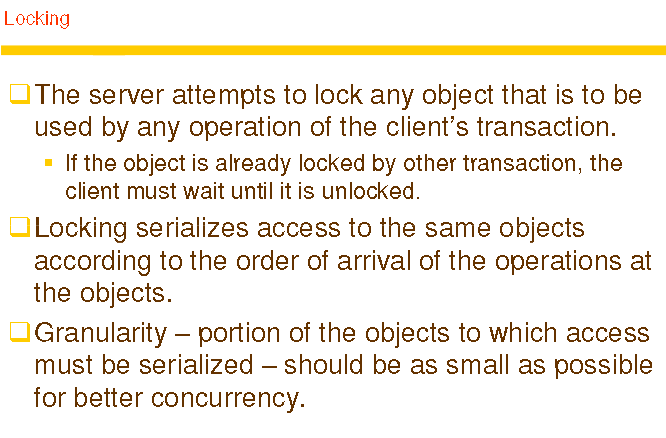 Locking
The server attempts to lock any object that is to be
used by any operation of the client’s transaction.
If the object is already locked by other transaction, the
client must wait until it is unlocked.
Locking serializes access to the same objects
according to the order of arrival of the operations at
the objects.
Granularity – portion of the objects to which access
must be serialized – should be as small as possible
for better concurrency.